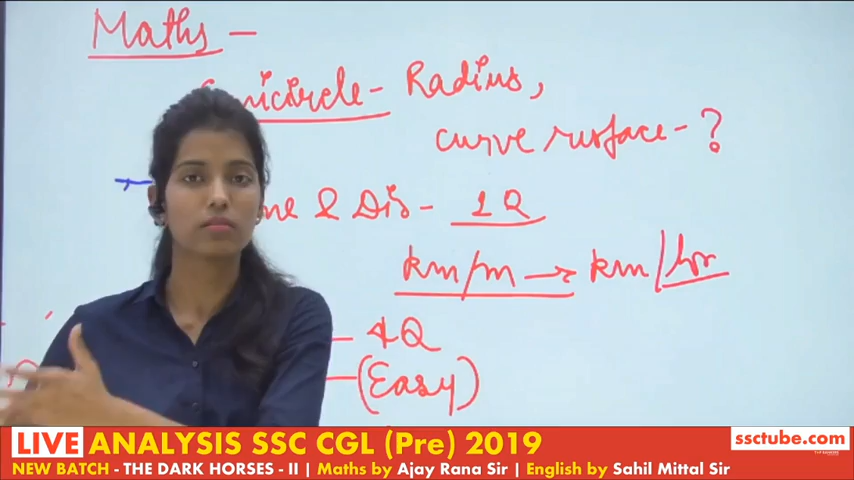 Maths -
Radius,
curve surface - ?
& Dis - 1Q
km/m → km/hr
- 4Q
- (Easy)
LIVE ANALYSIS SSC CGL (Pre) 2019
ssctube.com
NEW BATCH - THE DARK HORSES - II | Maths by Ajay Rana Sir | English by Sahil Mittal Sir